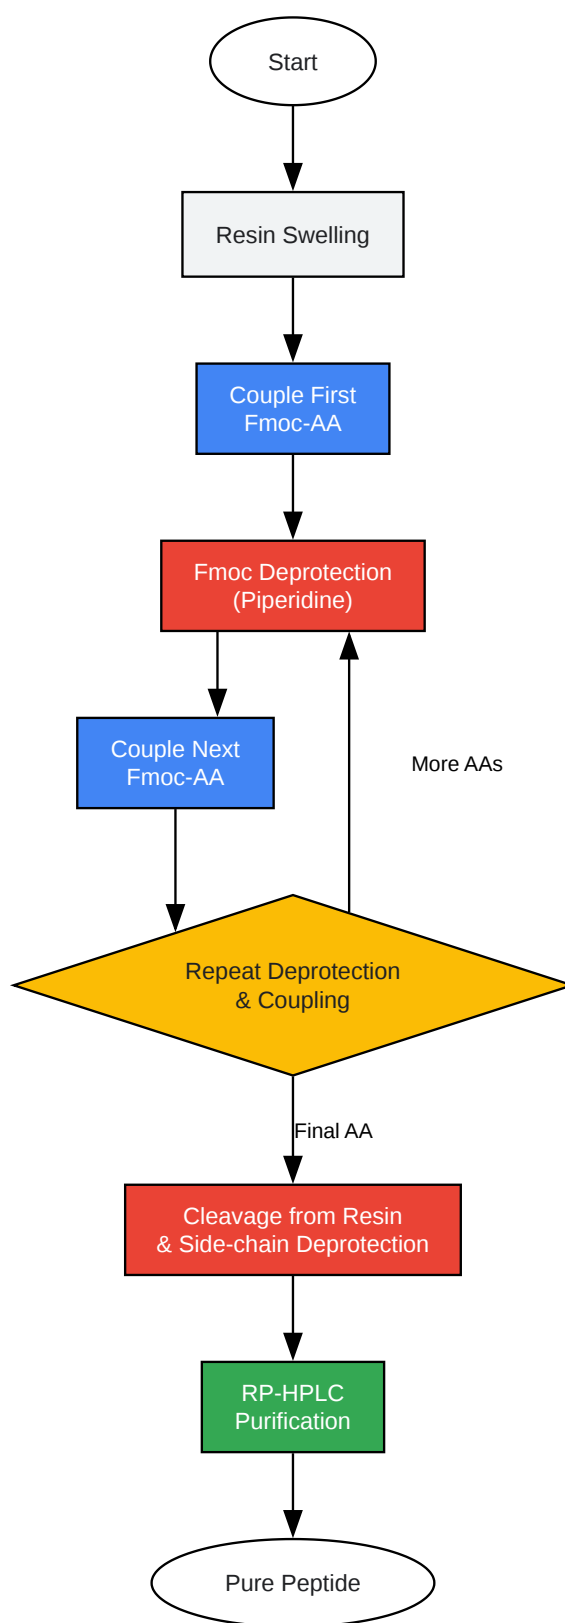 Start
Resin Swelling
Couple First
Fmoc-AA
Fmoc Deprotection
(Piperidine)
Couple Next
Fmoc-AA
More AAs
Repeat Deprotection
& Coupling
Final AA
Cleavage from Resin
& Side-chain Deprotection
RP-HPLC
Purification
Pure Peptide